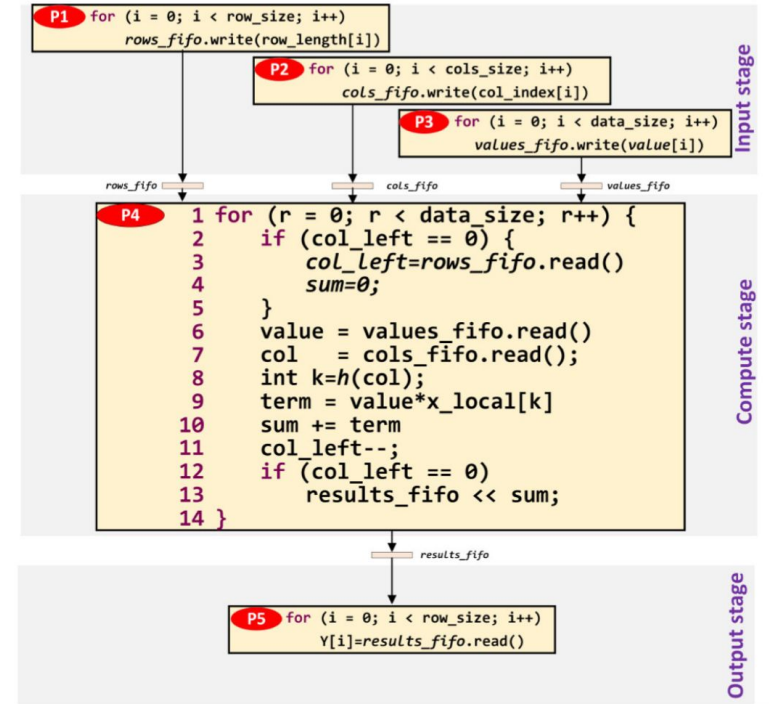 P1 for (i = 0; i < row_size; i++)
rows_fifo.write(row_length[i])
P2 for (i = 0; i < cols_size; i++)
cols_fifo.write(col_index[i])
P3 for (i = 0; i < data_size; i++)
values_fifo.write(value[i])
Input stage
rows_fifo
cols_fifo
values_fifo
P4
1 for (r = 0; r < data_size; r++) {
2 if (col_left == 0) {
3 col_left=rows_fifo.read()
4 sum=0;
5 }
6 value = values_fifo.read()
7 col = cols_fifo.read();
8 int k=h(col);
9 term = value*x_local[k]
10 sum += term
11 col_left--;
12 if (col_left == 0)
13 results_fifo << sum;
14 }
Compute stage
results_fifo
P5 for (i = 0; i < row_size; i++)
Y[i]=results_fifo.read()
Output stage